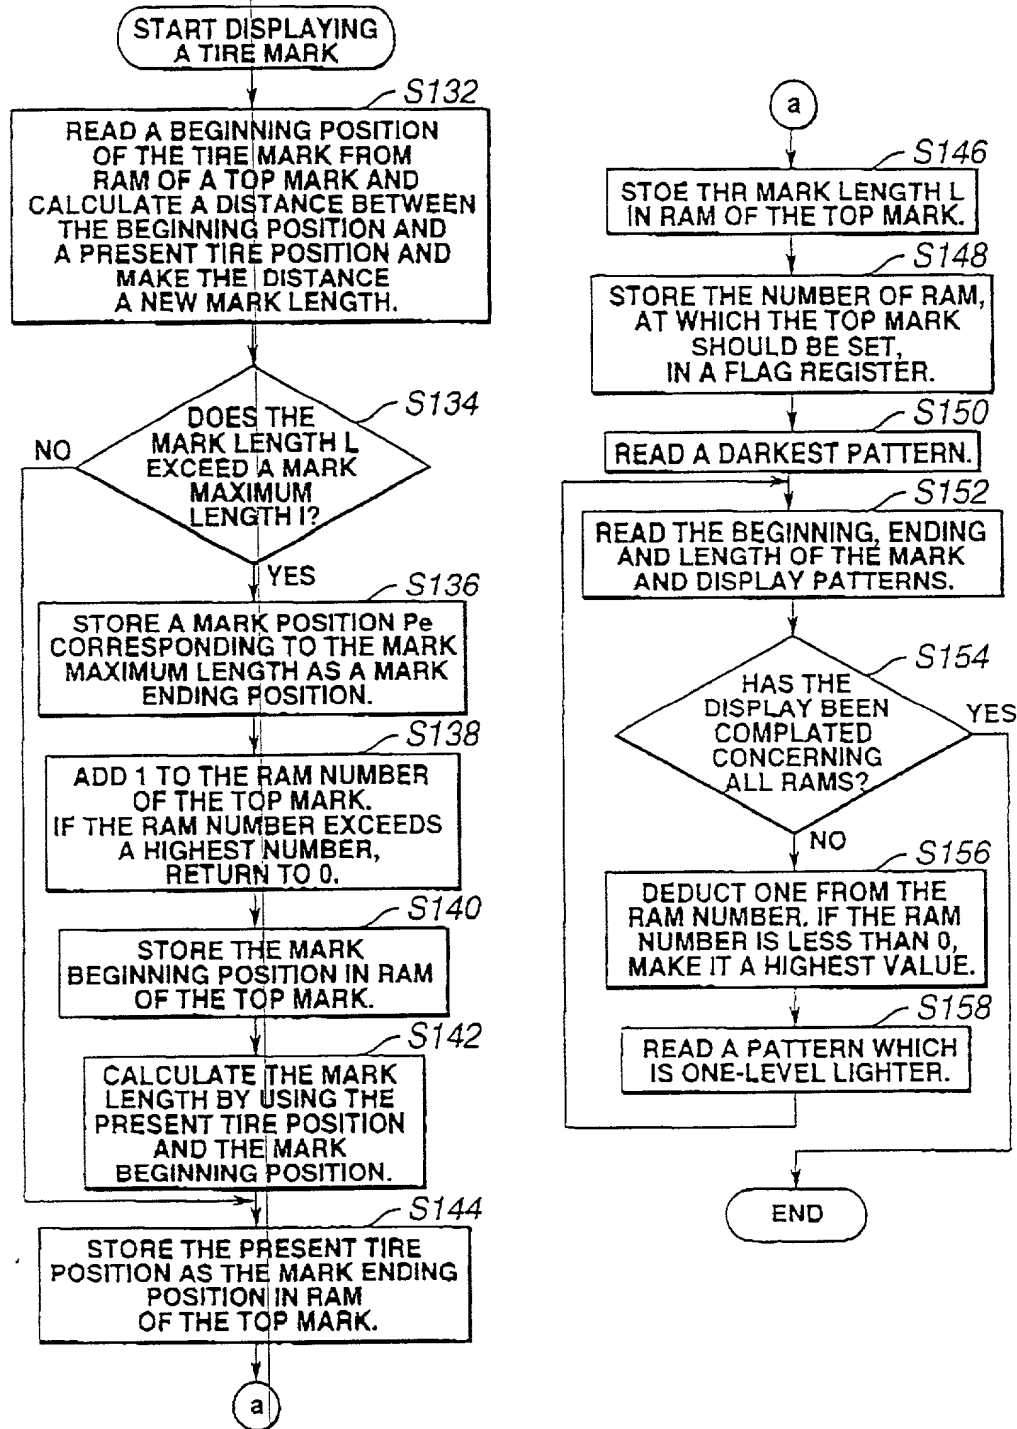 START DISPLAYING
A TIRE MARK
S132
READ A BEGINNING POSITION
OF THE TIRE MARK FROM
RAM OF A TOP MARK AND
CALCULATE A DISTANCE BETWEEN
THE BEGINNING POSITION AND
A PRESENT TIRE POSITION AND
MAKE THE DISTANCE
A NEW MARK LENGTH.
S134
DOES THE
MARK LENGTH L
EXCEED A MARK
MAXIMUM
LENGTH l?
NO
YES
S136
STORE A MARK POSITION Pe
CORRESPONDING TO THE MARK
MAXIMUM LENGTH AS A MARK
ENDING POSITION.
S138
ADD 1 TO THE RAM NUMBER
OF THE TOP MARK.
IF THE RAM NUMBER EXCEEDS
A HIGHEST NUMBER,
RETURN TO 0.
S140
STORE THE MARK
BEGINNING POSITION IN RAM
OF THE TOP MARK.
S142
CALCULATE THE MARK
LENGTH BY USING THE
PRESENT TIRE POSITION
AND THE MARK
BEGINNING POSITION.
S144
STORE THE PRESENT TIRE
POSITION AS THE MARK ENDING
POSITION IN RAM
OF THE TOP MARK.
a
a
S146
STOE THR MARK LENGTH L
IN RAM OF THE TOP MARK.
S148
STORE THE NUMBER OF RAM,
AT WHICH THE TOP MARK
SHOULD BE SET,
IN A FLAG REGISTER.
S150
READ A DARKEST PATTERN.
S152
READ THE BEGINNING, ENDING
AND LENGTH OF THE MARK
AND DISPLAY PATTERNS.
S154
HAS THE
DISPLAY BEEN
COMPLATED
CONCERNING
ALL RAMS?
YES
NO
S156
DEDUCT ONE FROM THE
RAM NUMBER. IF THE RAM
NUMBER IS LESS THAN 0,
MAKE IT A HIGHEST VALUE.
S158
READ A PATTERN WHICH
IS ONE-LEVEL LIGHTER.
END